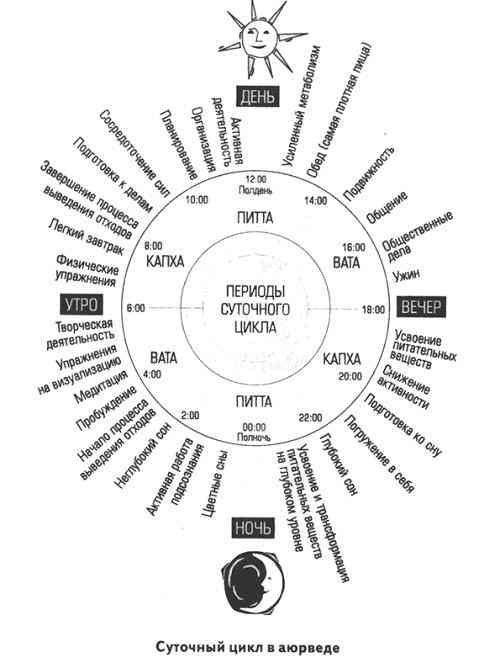 ДЕНЬ
Сосредоточение сил
Планирование
Организация
Активная
деятельность
Усиленный метаболизм
Обед (самая плотная пища)
Подвижность
Общение
Общественные
дела
Ужин
ВЕЧЕР
Усвоение
питательных
веществ
Снижение
активности
Подготовка ко сну
Погружение в себя
Глубокий сон
Усвоение и трансформация
питательных веществ
на глубоком уровне
НОЧЬ
Цветные сны
Активная работа
подсознания
Неглубокий сон
Начало процесса
выведения отходов
Пробуждение
Медитация
Упражнения
на визуализацию
Творческая
деятельность
УТРО
Физические
упражнения
Легкий завтрак
Завершение процесса
выведения отходов
Подготовка к делам
12:00
Полдень
14:00
16:00
18:00
20:00
22:00
00:00
Полночь
2:00
4:00
6:00
8:00
10:00
ПИТТА
ВАТА
КАПХА
ПИТТА
ВАТА
КАПХА
ПЕРИОДЫ
СУТОЧНОГО
ЦИКЛА
Суточный цикл в аюрведе